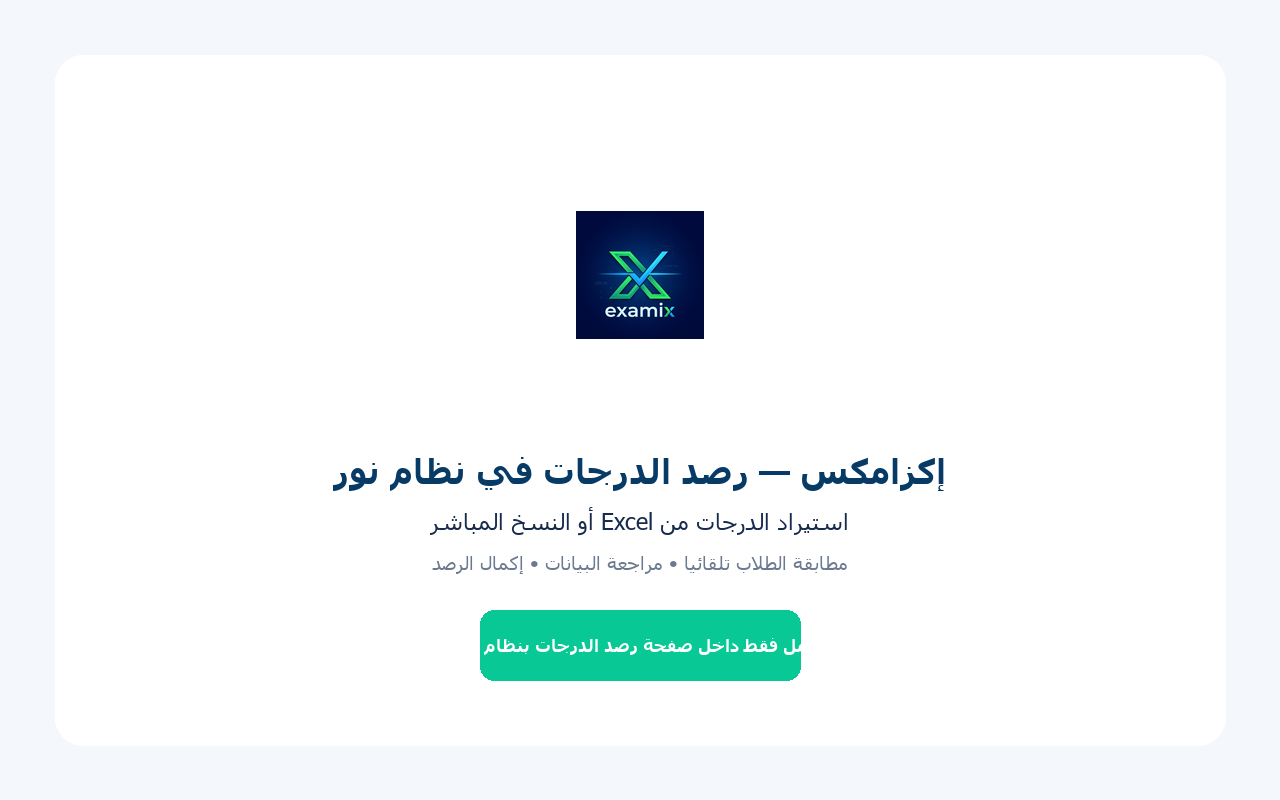 examix
إكزامكس — رصد الدرجات في نظام نور
استيراد الدرجات من Excel أو النسخ المباشر
مطابقة الطلاب تلقائيا • مراجعة البيانات • إكمال الرصد
فقط داخل صفحة رصد الدرجات بنظام